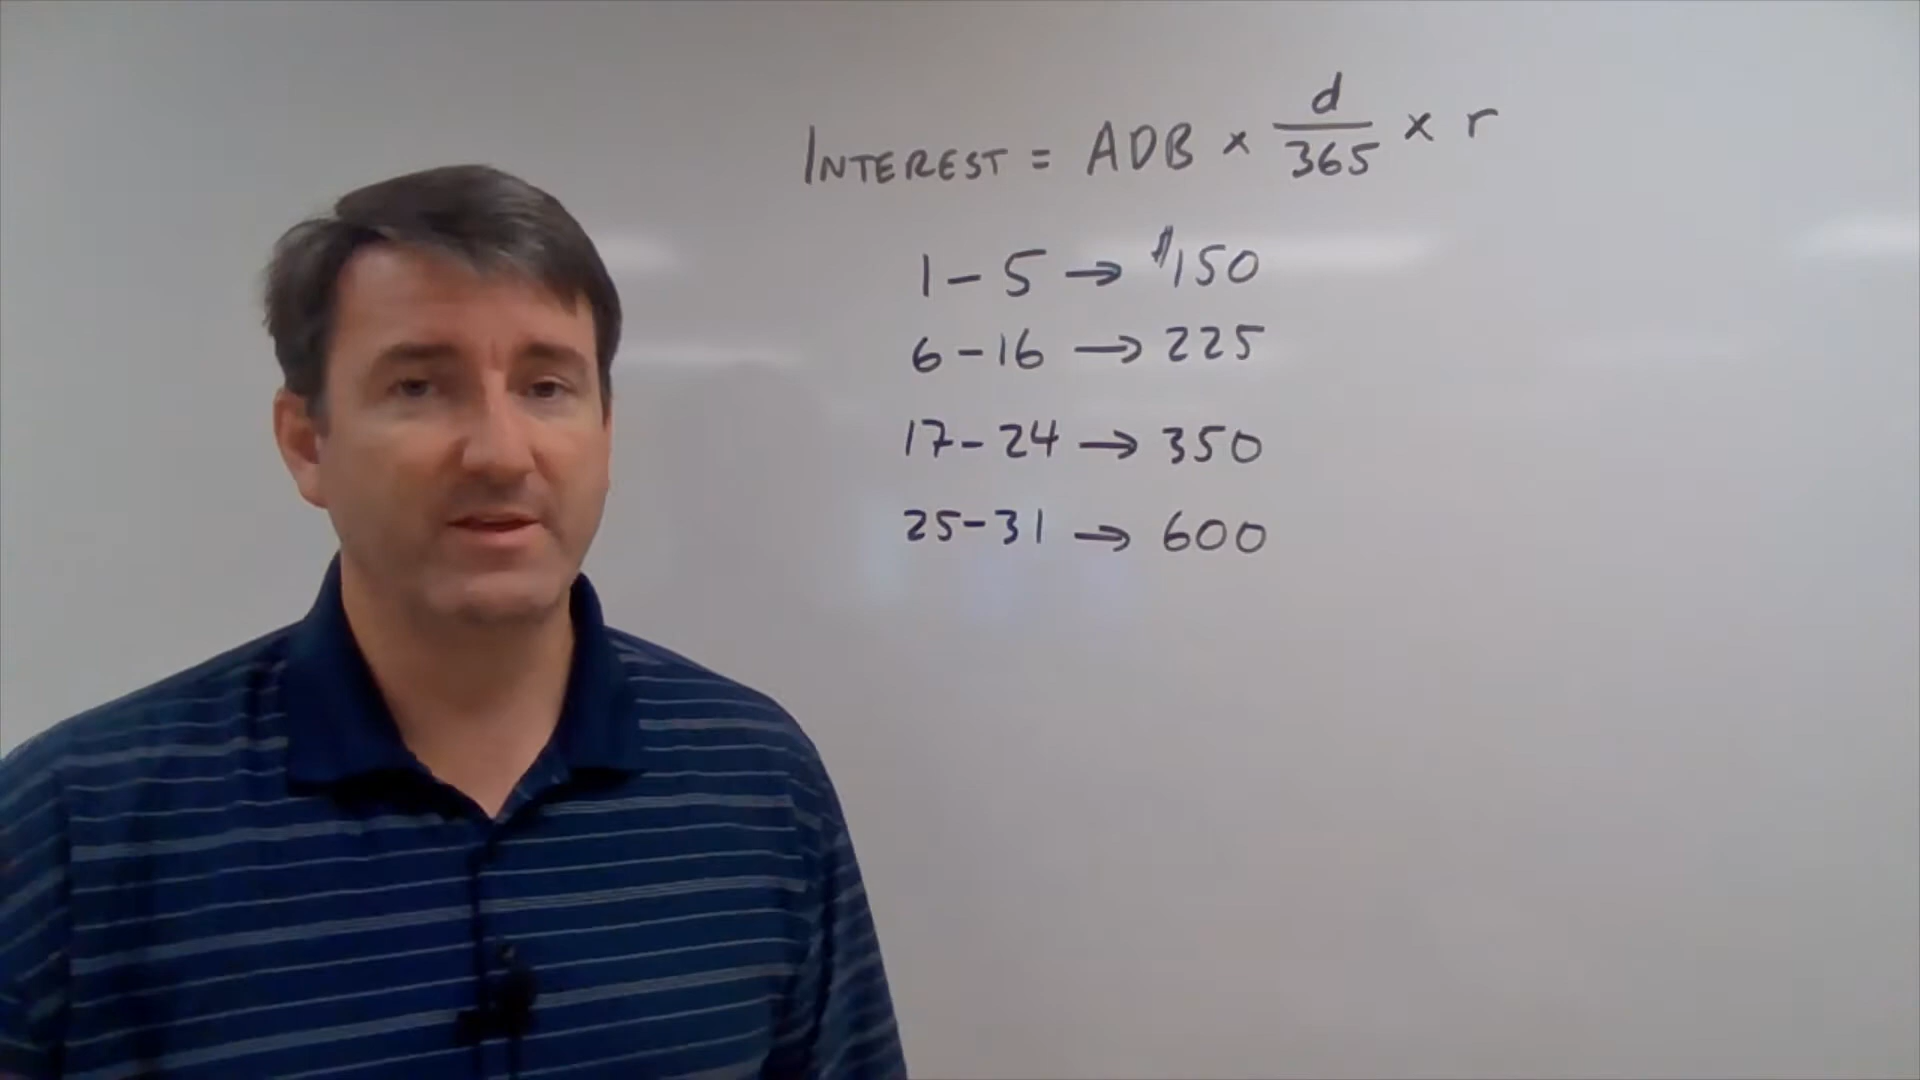 INTEREST = ADB × d/365 × r
1 – 5 → $150
6 – 16 → 225
17 – 24 → 350
25 – 31 → 600